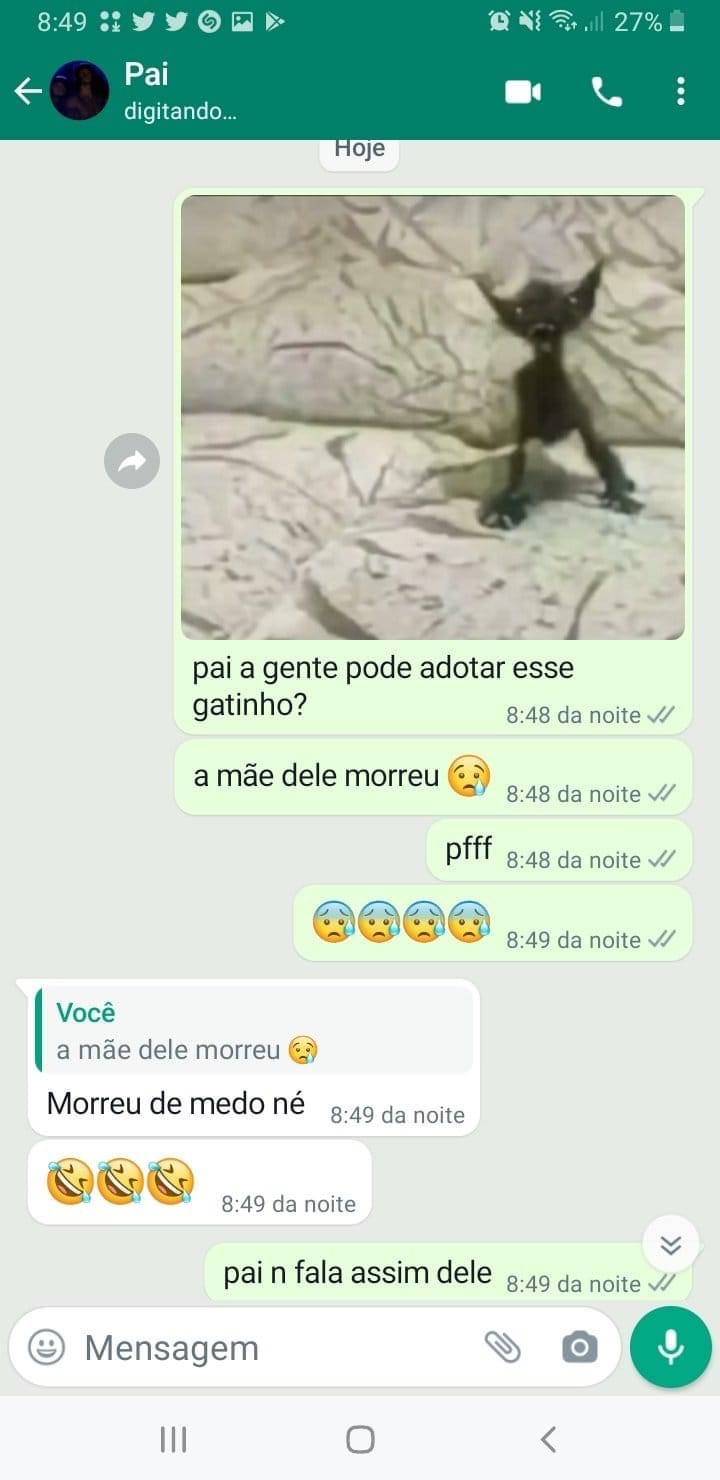 8:49
27%
Pai
digitando...
Hoje
pai a gente pode adotar esse
gatinho?
8:48 da noite
a mãe dele morreu 😢 8:48 da noite
pfff 8:48 da noite
😰😰😰😰 8:49 da noite
Você
a mãe dele morreu 😢
Morreu de medo né 8:49 da noite
🤣🤣🤣 8:49 da noite
pai n fala assim dele 8:49 da noite
Mensagem